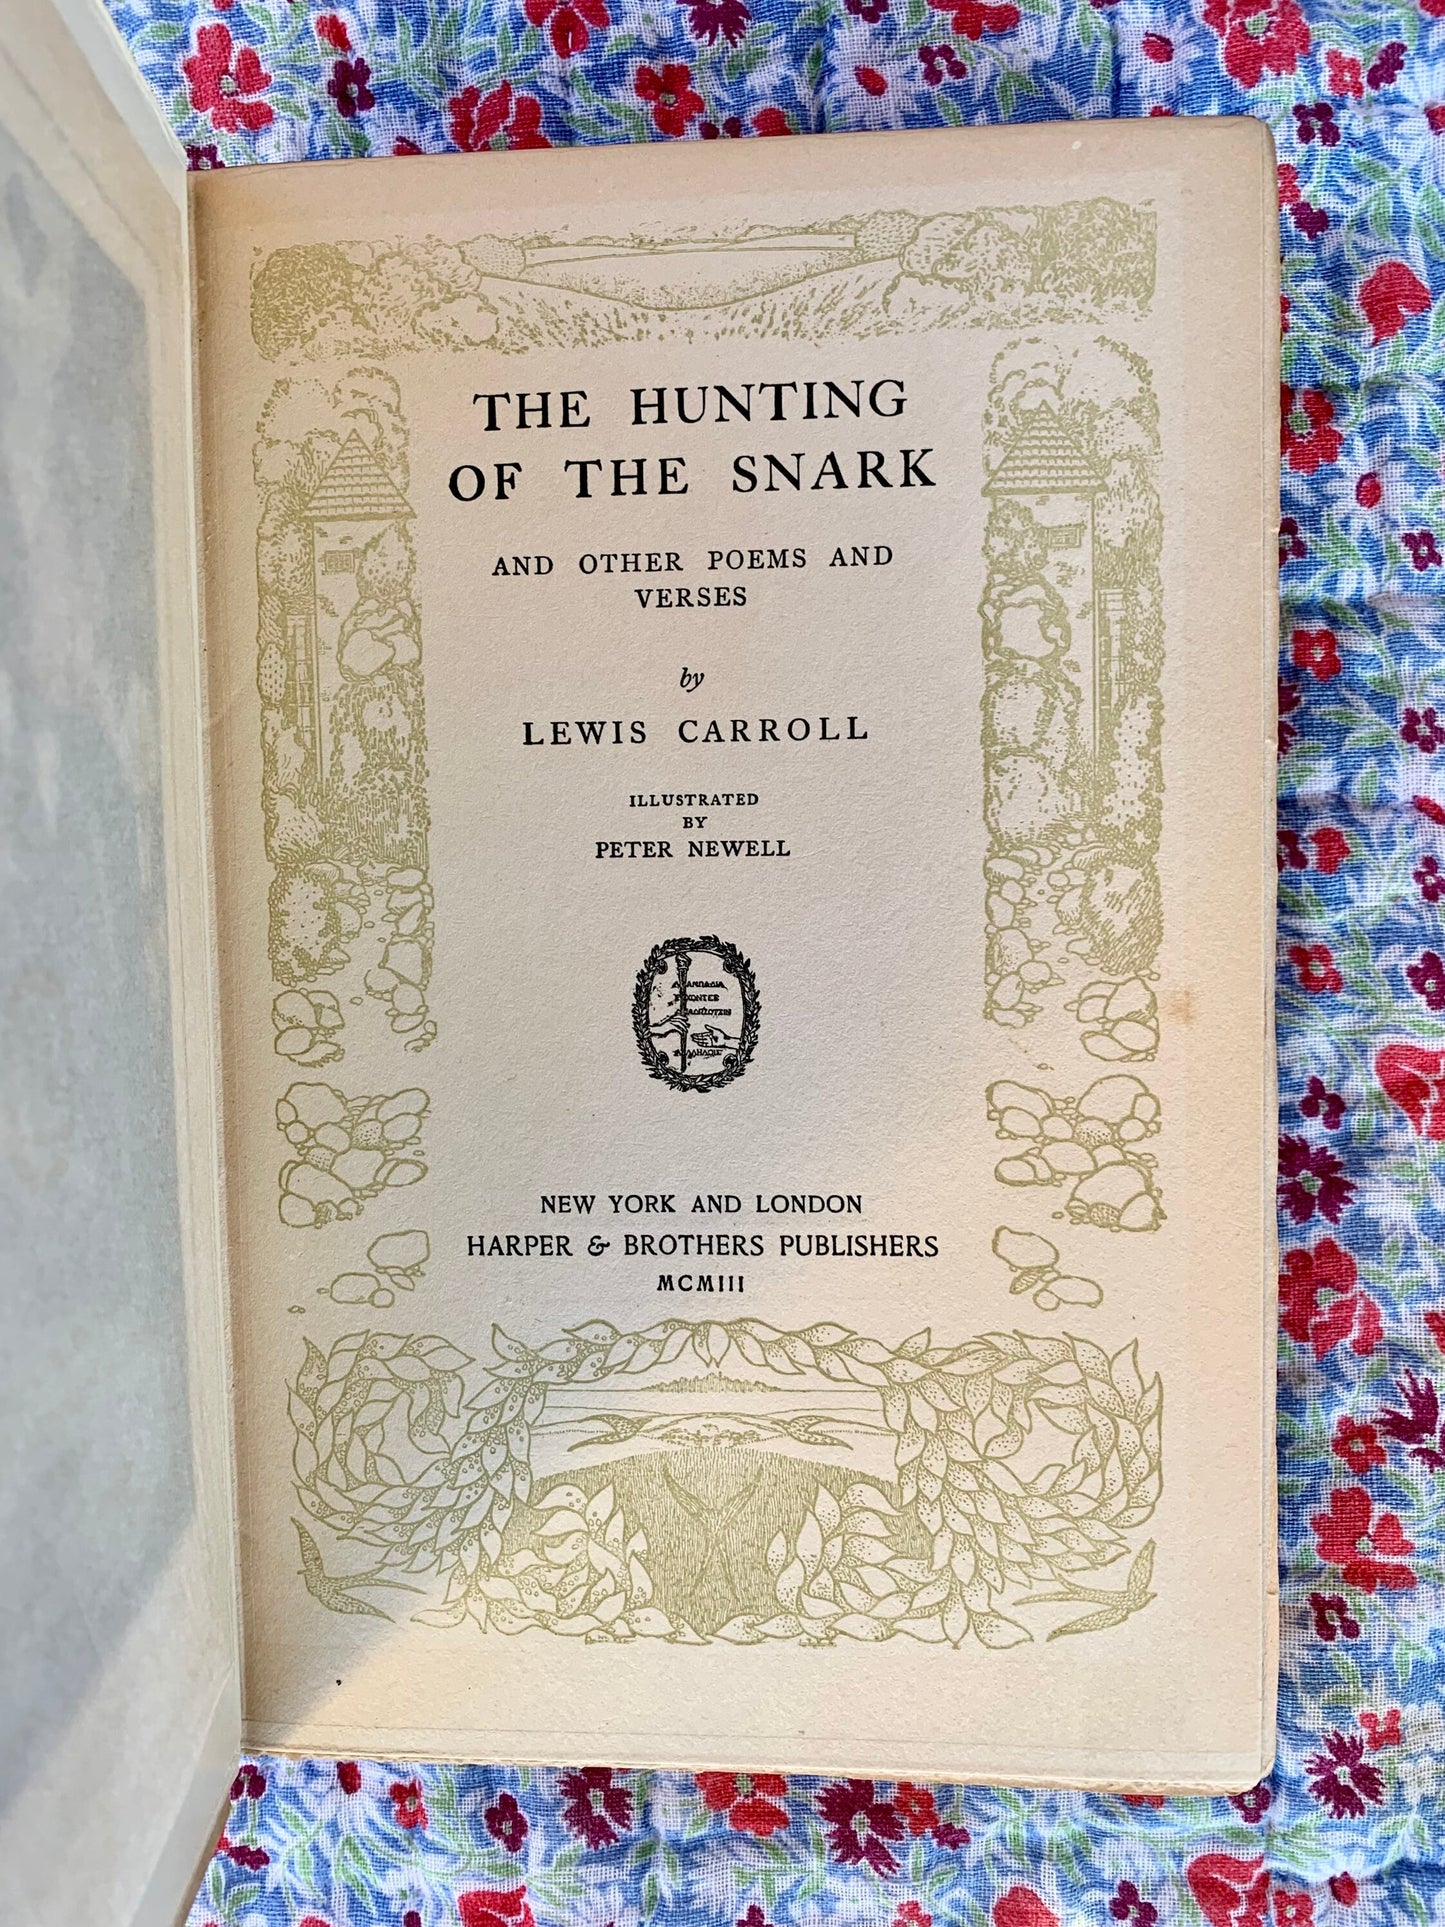 THE HUNTING
OF THE SNARK
AND OTHER POEMS AND
VERSES
by
LEWIS CARROLL
ILLUSTRATED
BY
PETER NEWELL
NEW YORK AND LONDON
HARPER & BROTHERS PUBLISHERS
MCMIII